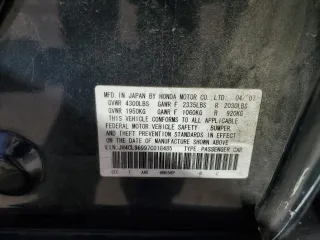 MFD. IN JAPAN BY HONDA MOTOR CO.,LTD. 04/'07
GVWR 4300LBS GAWR F 2335LBS R 2030LBS
GVWR 1950KG GAWR F 1060KG R 920KG
THIS VEHICLE CONFORMS TO ALL APPLICABLE
FEDERAL MOTOR VEHICLE SAFETY, BUMPER,
AND THEFT PREVENTION STANDARDS IN EFFECT
ON THE DATE OF MANUFACTURE SHOWN ABOVE.
V.I.N. TYPE: PASSENGER CAR